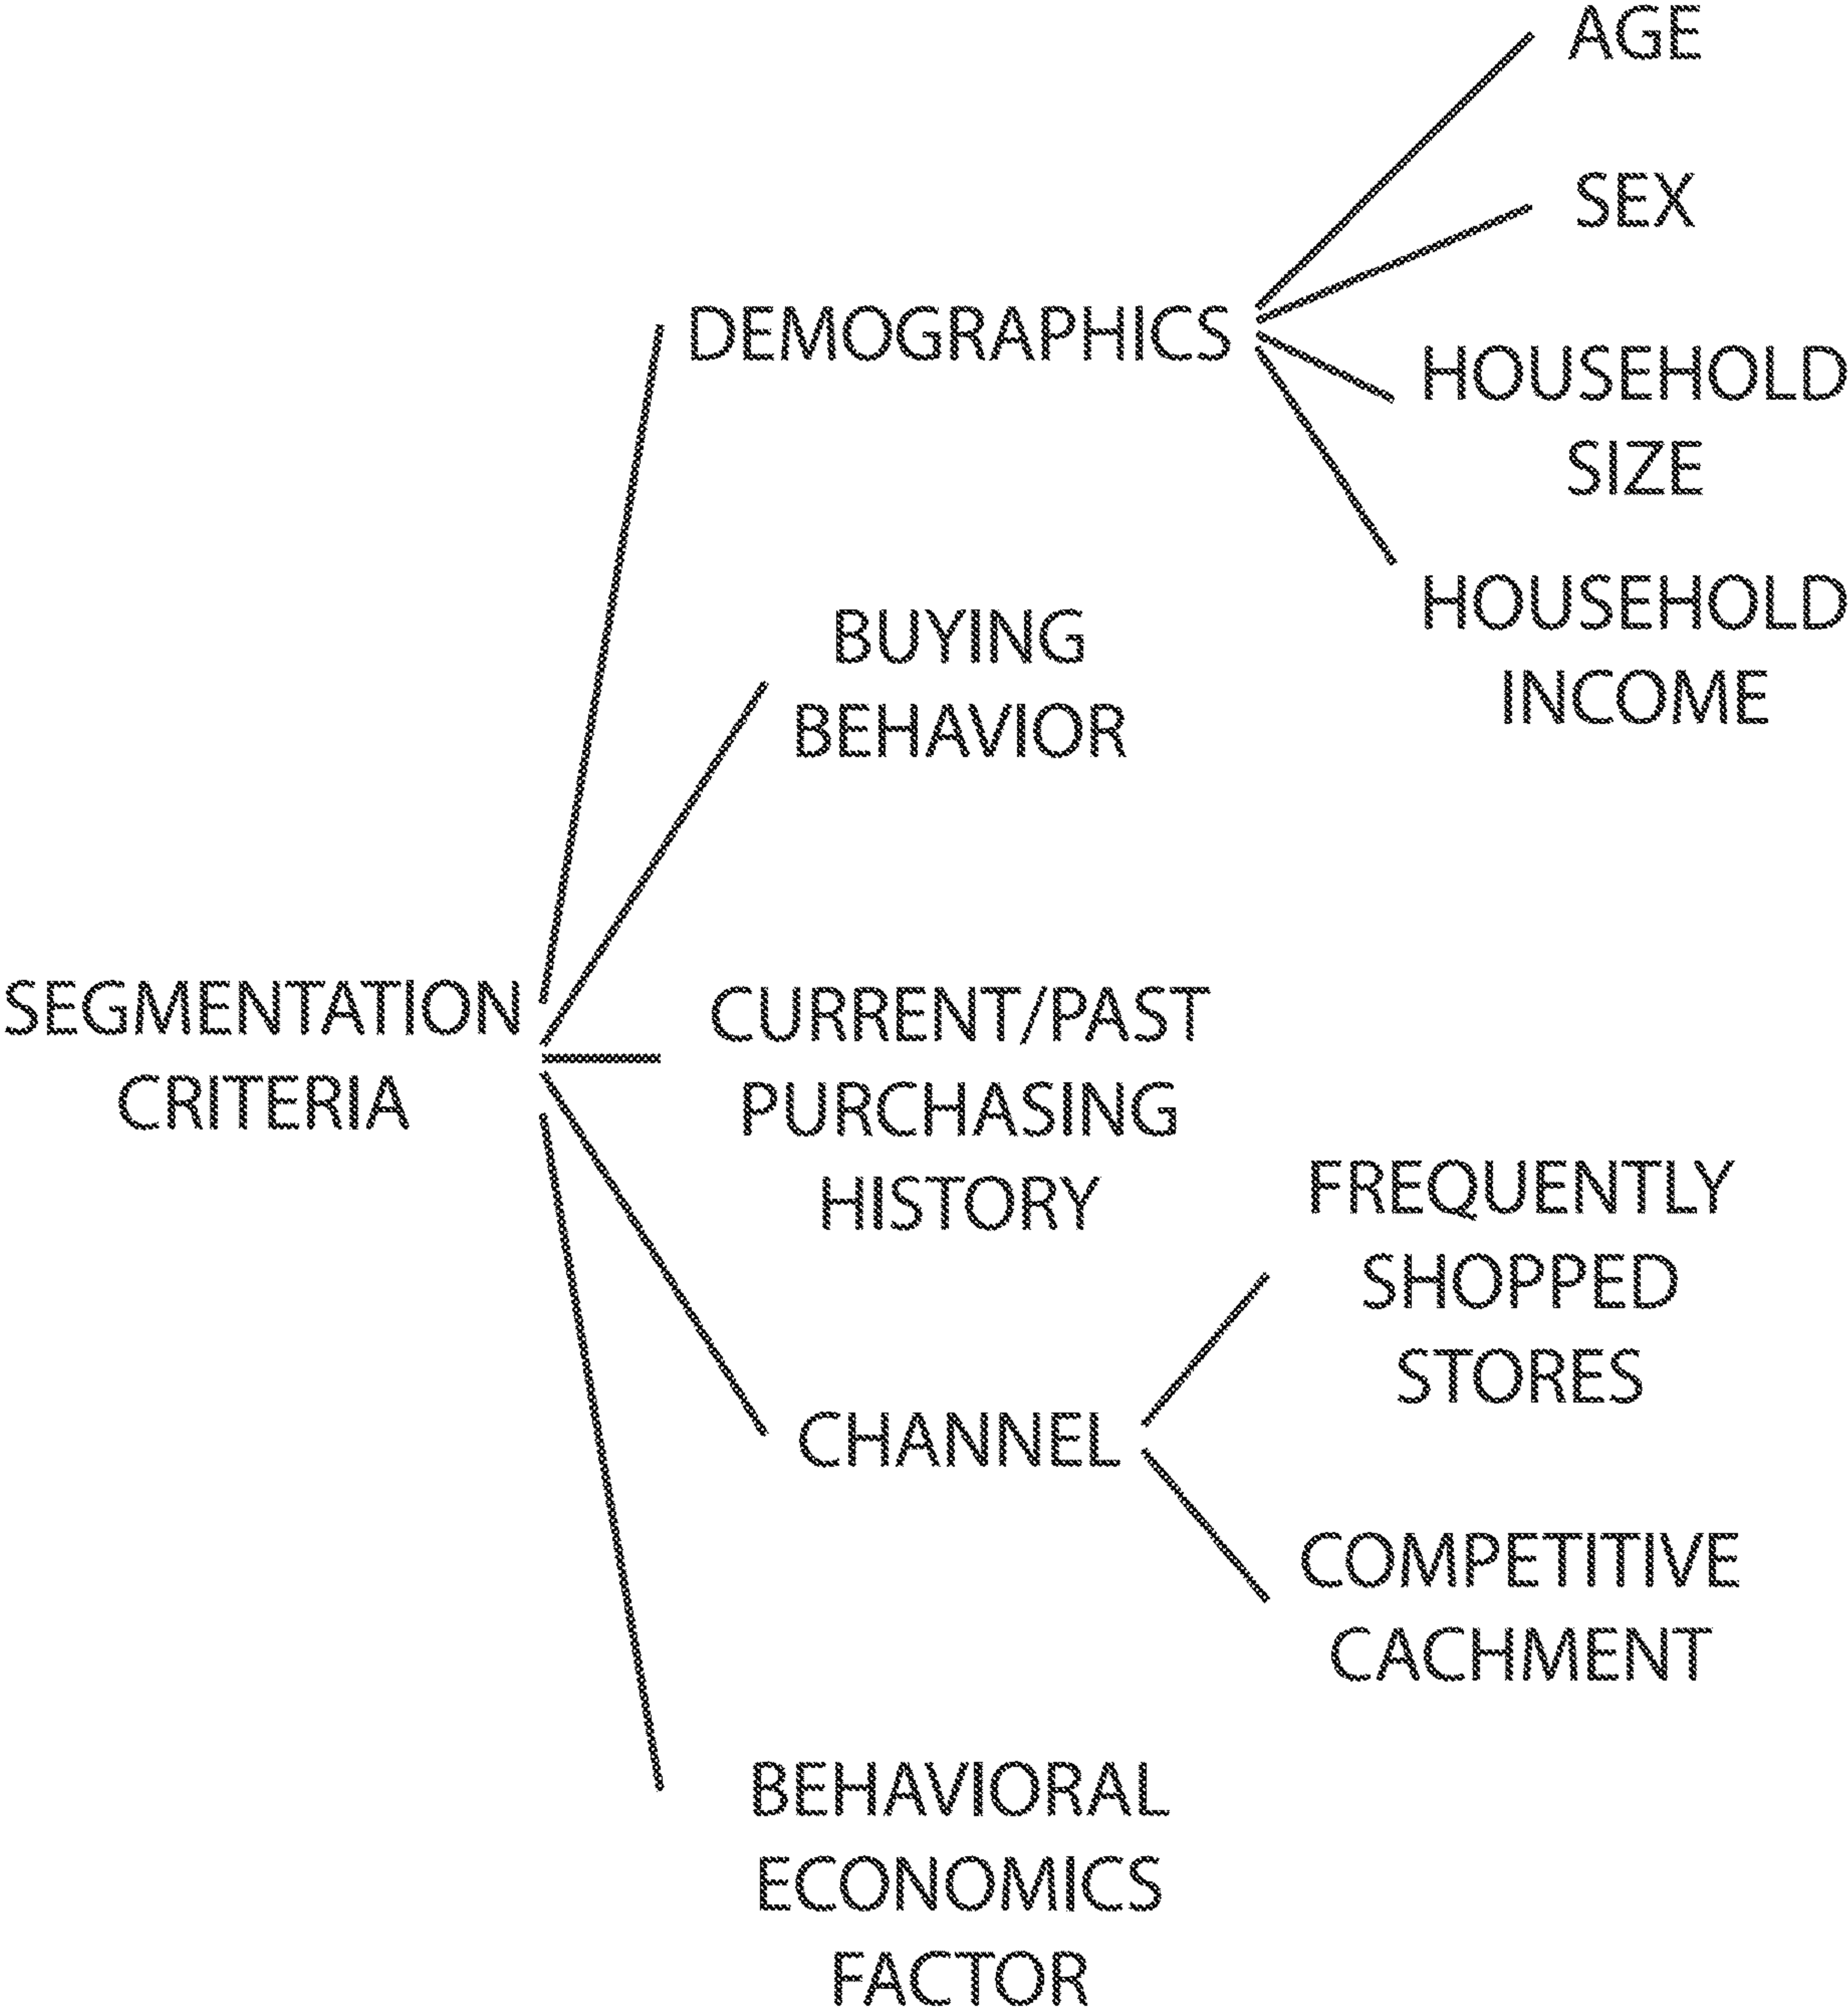 AGE
SEX
DEMOGRAPHICS
HOUSEHOLD
SIZE
HOUSEHOLD
INCOME
BUYING
BEHAVIOR
SEGMENTATION
CRITERIA
CURRENT/PAST
PURCHASING
HISTORY
FREQUENTLY
SHOPPED
STORES
CHANNEL
COMPETITIVE
CACHMENT
BEHAVIORAL
ECONOMICS
FACTOR